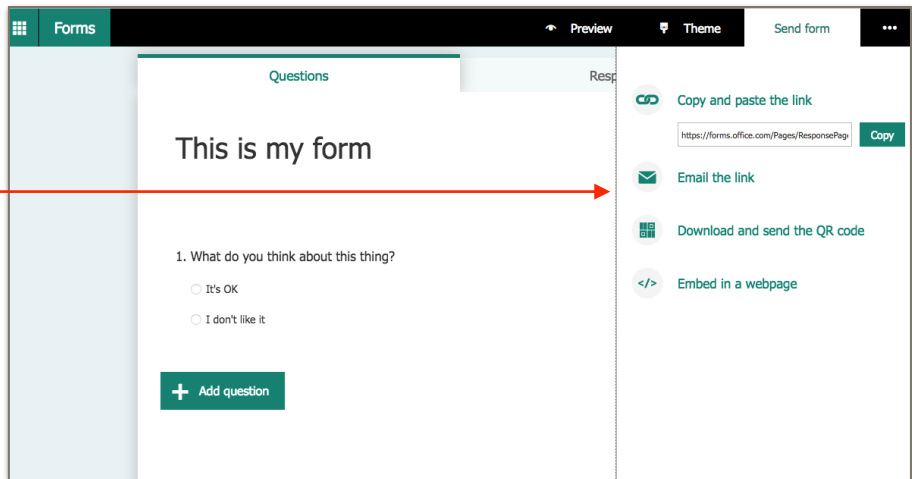 Forms
Preview
Theme
Send form
Questions
Resp
This is my form
1. What do you think about this thing?
It's OK
I don't like it
Add question
Copy and paste the link
https://forms.office.com/Pages/ResponsePage
Copy
Email the link
Download and send the QR code
Embed in a webpage